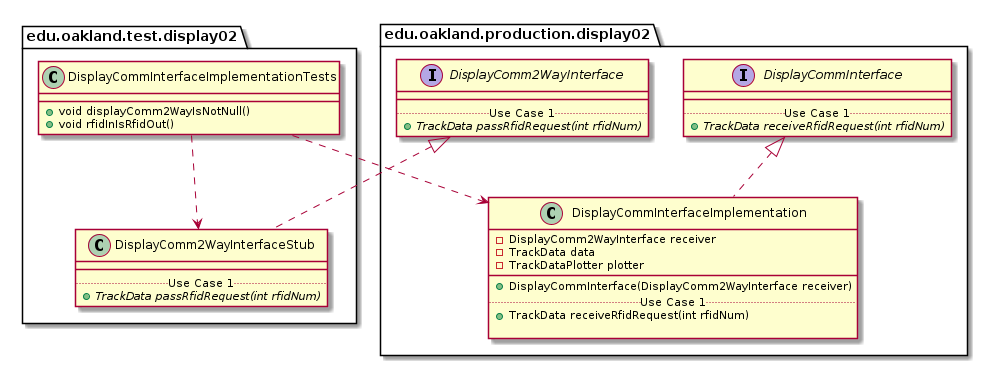 edu.oakland.test.display02
C DisplayCommInterfaceImplementationTests
void displayComm2WayIsNotNull()
void rfidInIsRfidOut()
C DisplayComm2WayInterfaceStub
Use Case 1
TrackData passRfidRequest(int rfidNum)
edu.oakland.production.display02
I DisplayComm2WayInterface
Use Case 1
TrackData passRfidRequest(int rfidNum)
I DisplayCommInterface
Use Case 1
TrackData receiveRfidRequest(int rfidNum)
C DisplayCommInterfaceImplementation
DisplayComm2WayInterface receiver
TrackData data
TrackDataPlotter plotter
DisplayCommInterface(DisplayComm2WayInterface receiver)
Use Case 1
TrackData receiveRfidRequest(int rfidNum)